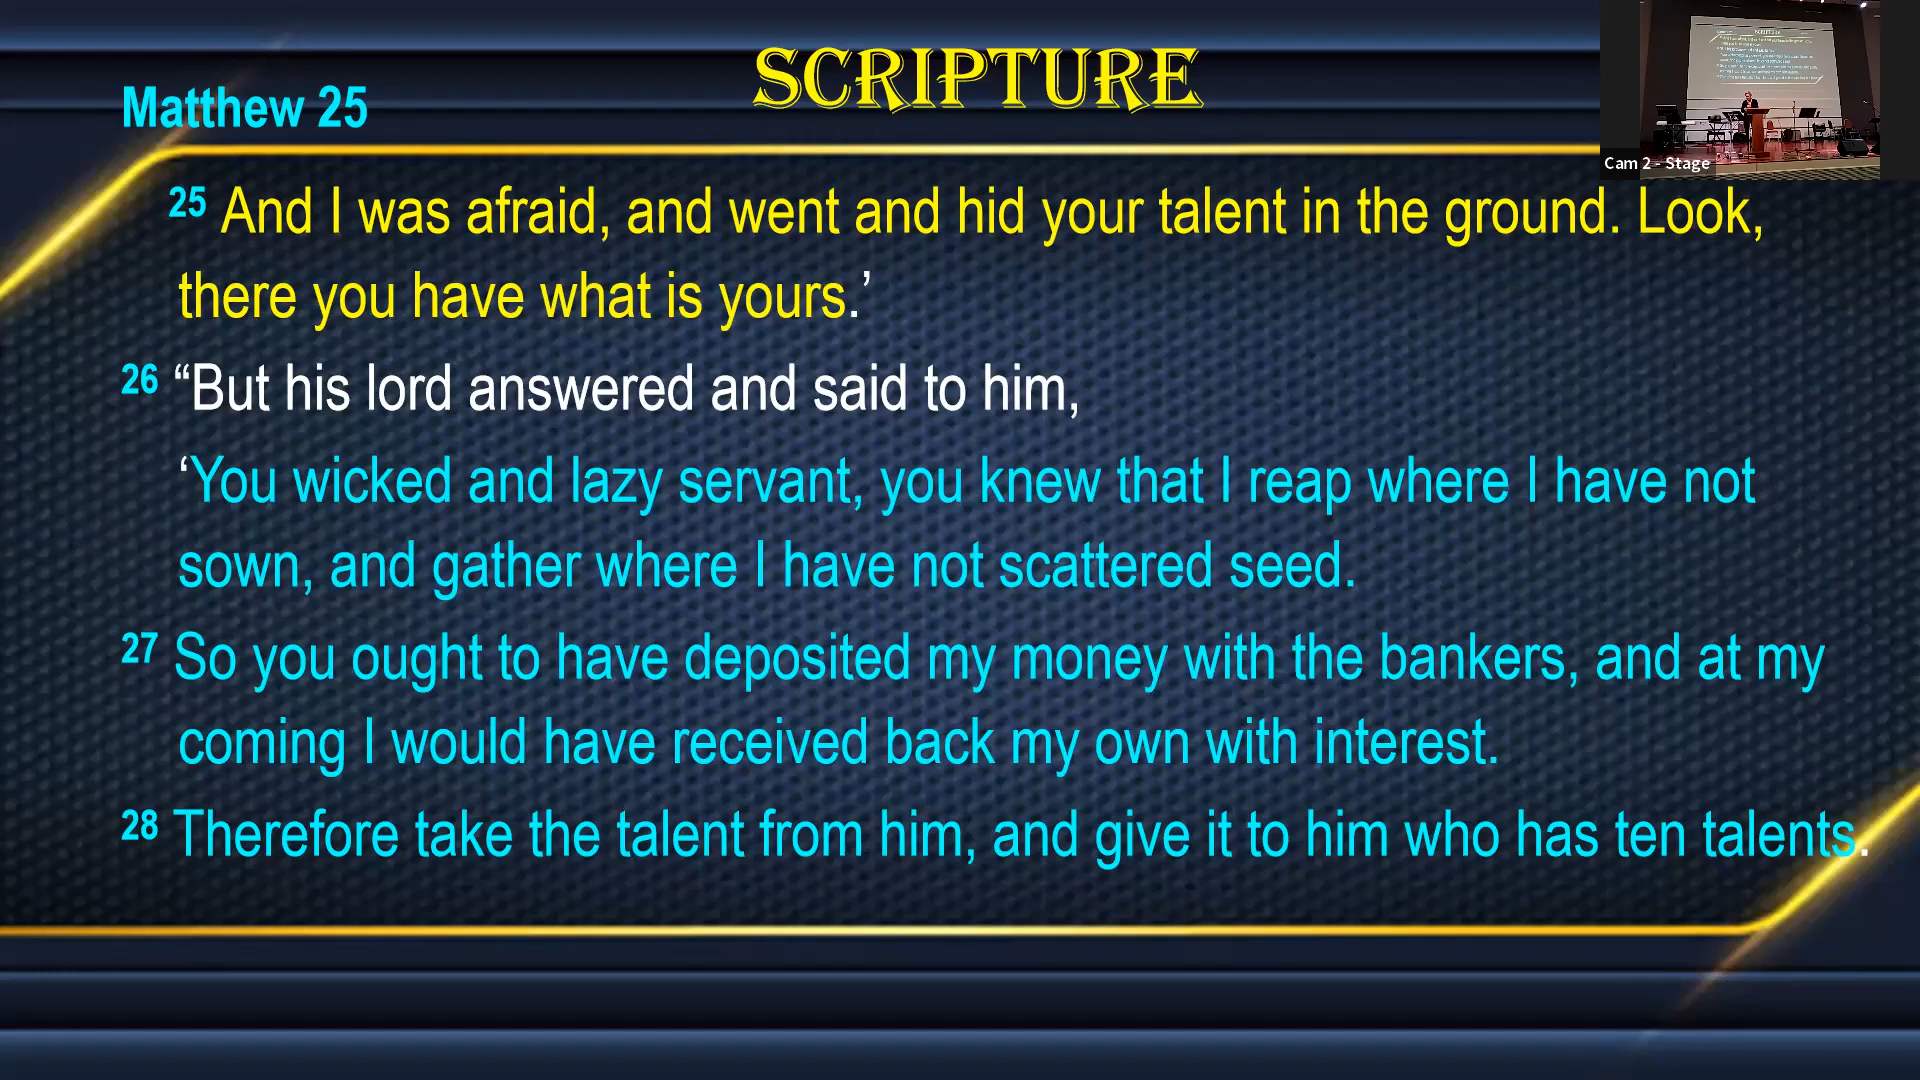 SCRIPTURE
Matthew 25
25 And I was afraid, and went and hid your talent in the ground. Look,
there you have what is yours.’
26 “But his lord answered and said to him,
‘You wicked and lazy servant, you knew that I reap where I have not
sown, and gather where I have not scattered seed.
27 So you ought to have deposited my money with the bankers, and at my
coming I would have received back my own with interest.
28 Therefore take the talent from him, and give it to him who has ten talents.
Cam 2 - Stage